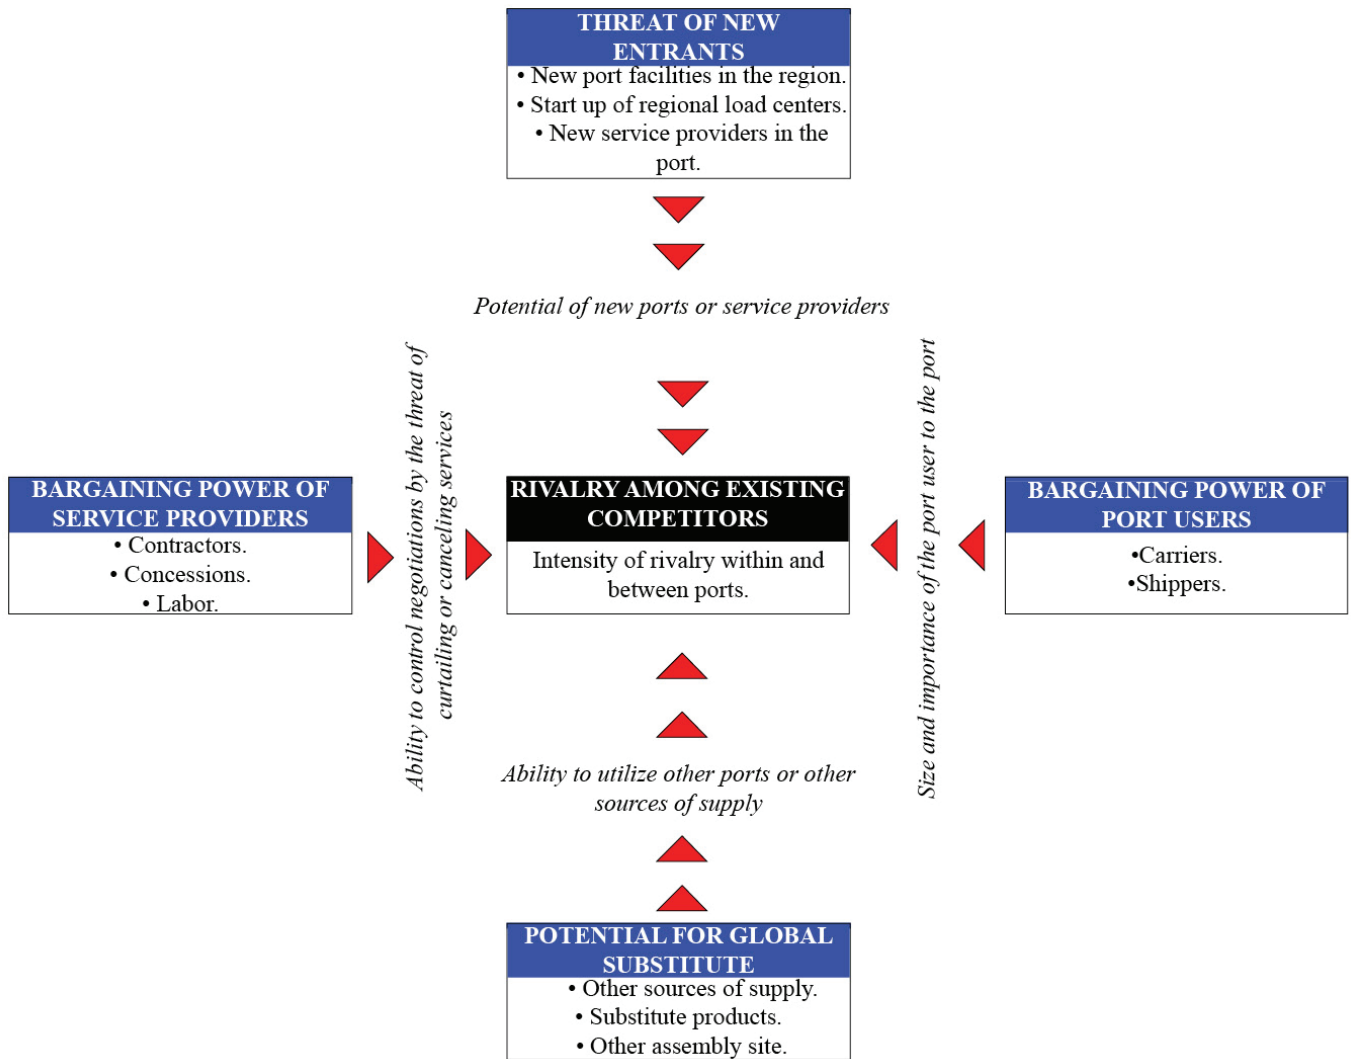 THREAT OF NEW
ENTRANTS
• New port facilities in the region.
• Start up of regional load centers.
• New service providers in the
port.
Potential of new ports or service providers
Ability to control negotiations by the threat of
curtailing or canceling services
Size and importance of the port user to the port
BARGAINING POWER OF
SERVICE PROVIDERS
• Contractors.
• Concessions.
• Labor.
RIVALRY AMONG EXISTING
COMPETITORS
Intensity of rivalry within and
between ports.
BARGAINING POWER OF
PORT USERS
•Carriers.
•Shippers.
Ability to utilize other ports or other
sources of supply
POTENTIAL FOR GLOBAL
SUBSTITUTE
• Other sources of supply.
• Substitute products.
• Other assembly site.